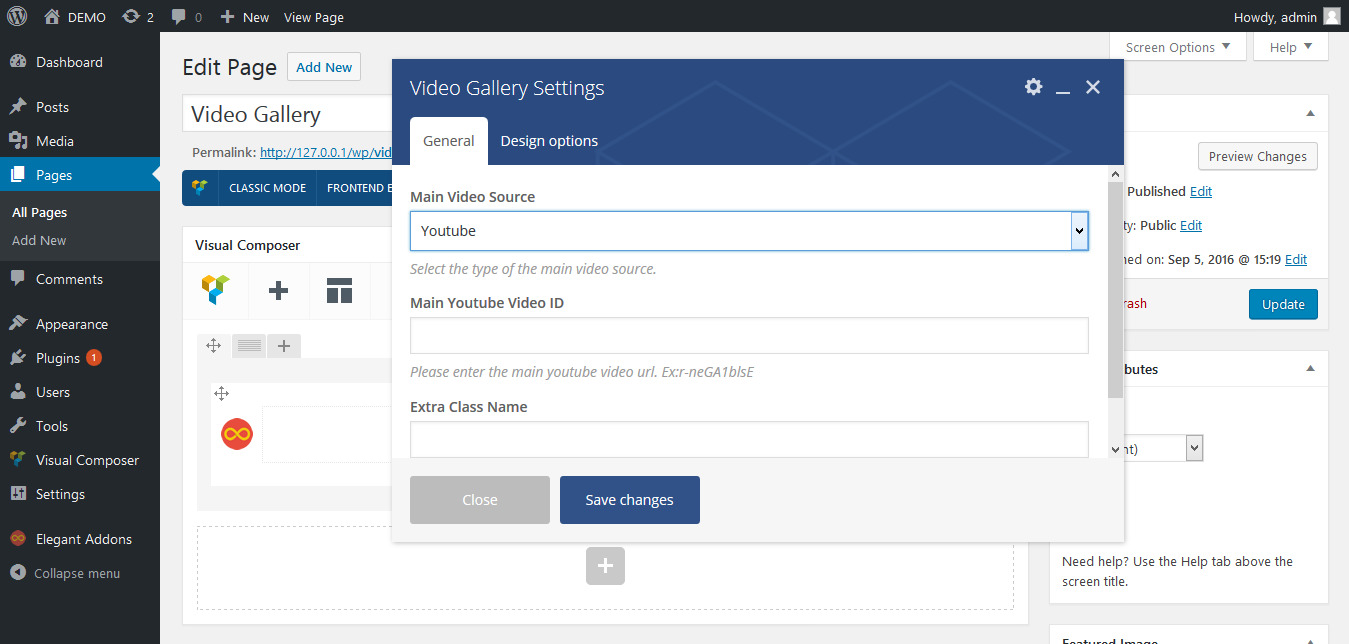 DEMO 2 0 New View Page Howdy, admin
Dashboard
Posts
Media
Pages
All Pages
Add New
Comments
Appearance
Plugins 1
Users
Tools
Visual Composer
Settings
Elegant Addons
Collapse menu
Screen Options Help
Edit Page Add New
Video Gallery
Permalink: http://127.0.0.1/wp/vid
CLASSIC MODE FRONTEND E
Visual Composer
Video Gallery Settings
General Design options
Main Video Source
Youtube
Select the type of the main video source.
Main Youtube Video ID
Please enter the main youtube video url. Ex:r-neGA1blsE
Extra Class Name
Close Save changes
Preview Changes
Published Edit
ty: Public Edit
hed on: Sep 5, 2016 @ 15:19 Edit
rash Update
butes
nt)
Need help? Use the Help tab above the
screen title.
Featured Image